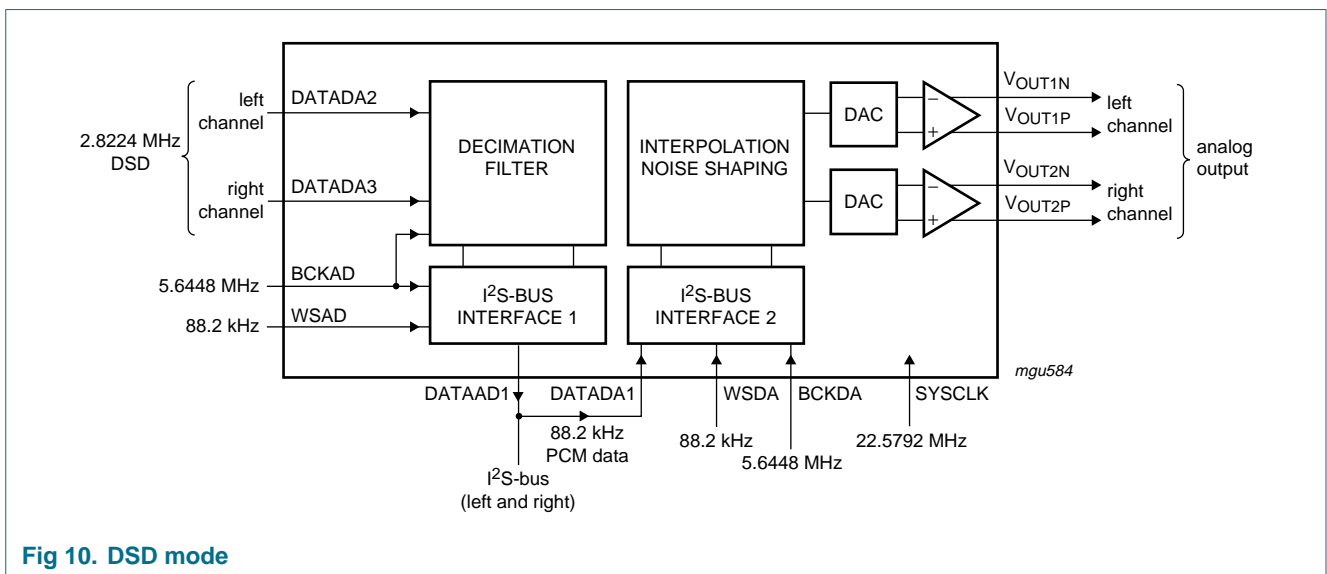 left
channel
DATADA2
2.8224 MHz
DSD
right
channel
DATADA3
5.6448 MHz
BCKAD
88.2 kHz
WSAD
DECIMATION
FILTER
I²S-BUS
INTERFACE 1
INTERPOLATION
NOISE SHAPING
I²S-BUS
INTERFACE 2
DAC
−
+
DAC
−
+
VOUT1N
VOUT1P
left
channel
VOUT2N
VOUT2P
right
channel
analog
output
mgu584
DATAAD1
DATADA1
WSDA
BCKDA
SYSCLK
88.2 kHz
PCM data
88.2 kHz
5.6448 MHz
22.5792 MHz
I²S-bus
(left and right)
Fig 10. DSD mode